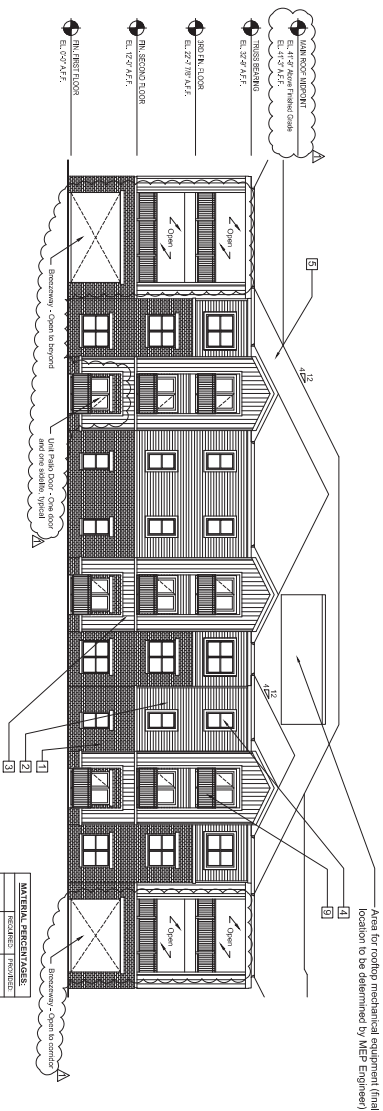 MAIN ROOF MIDPOINT
EL. 41'-9" Above Finished Grade
EL. 41'-3" A.F.F.
TRUSS BEARING
EL. 32'-9" A.F.F.
3RD FIN. FLOOR
EL. 22'-7 7/8" A.F.F.
FIN. SECOND FLOOR
EL. 12'-0" A.F.F.
FIN. FIRST FLOOR
EL. 0'-0" A.F.F.
Area for rooftop mechanical equipment (final
location to be determined by MEP Engineer)
5
12
4
12
4
4
9
Open
Open
Open
Open
Breezeway - Open to beyond
Unit Patio Door - One door
and one sidelite, typical
3
2
1
Breezeway - Open to corridor
MATERIAL PERCENTAGES:
REQUIRED: PROVIDED: